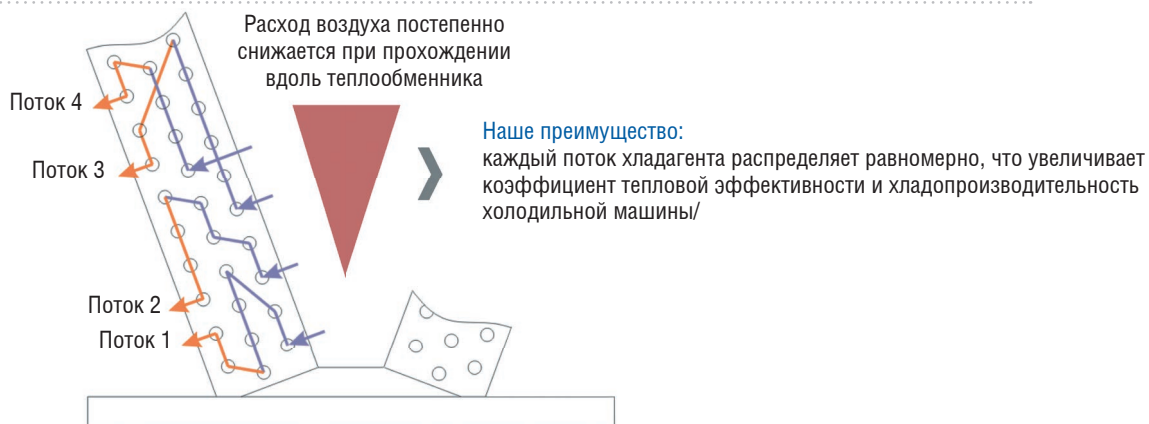 Расход воздуха постепенно
снижается при прохождении
вдоль теплообменника
Поток 4
Наше преимущество:
каждый поток хладагента распределяет равномерно, что увеличивает
коэффициент тепловой эффективности и хладопроизводительность
холодильной машины/
Поток 3
Поток 2
Поток 1